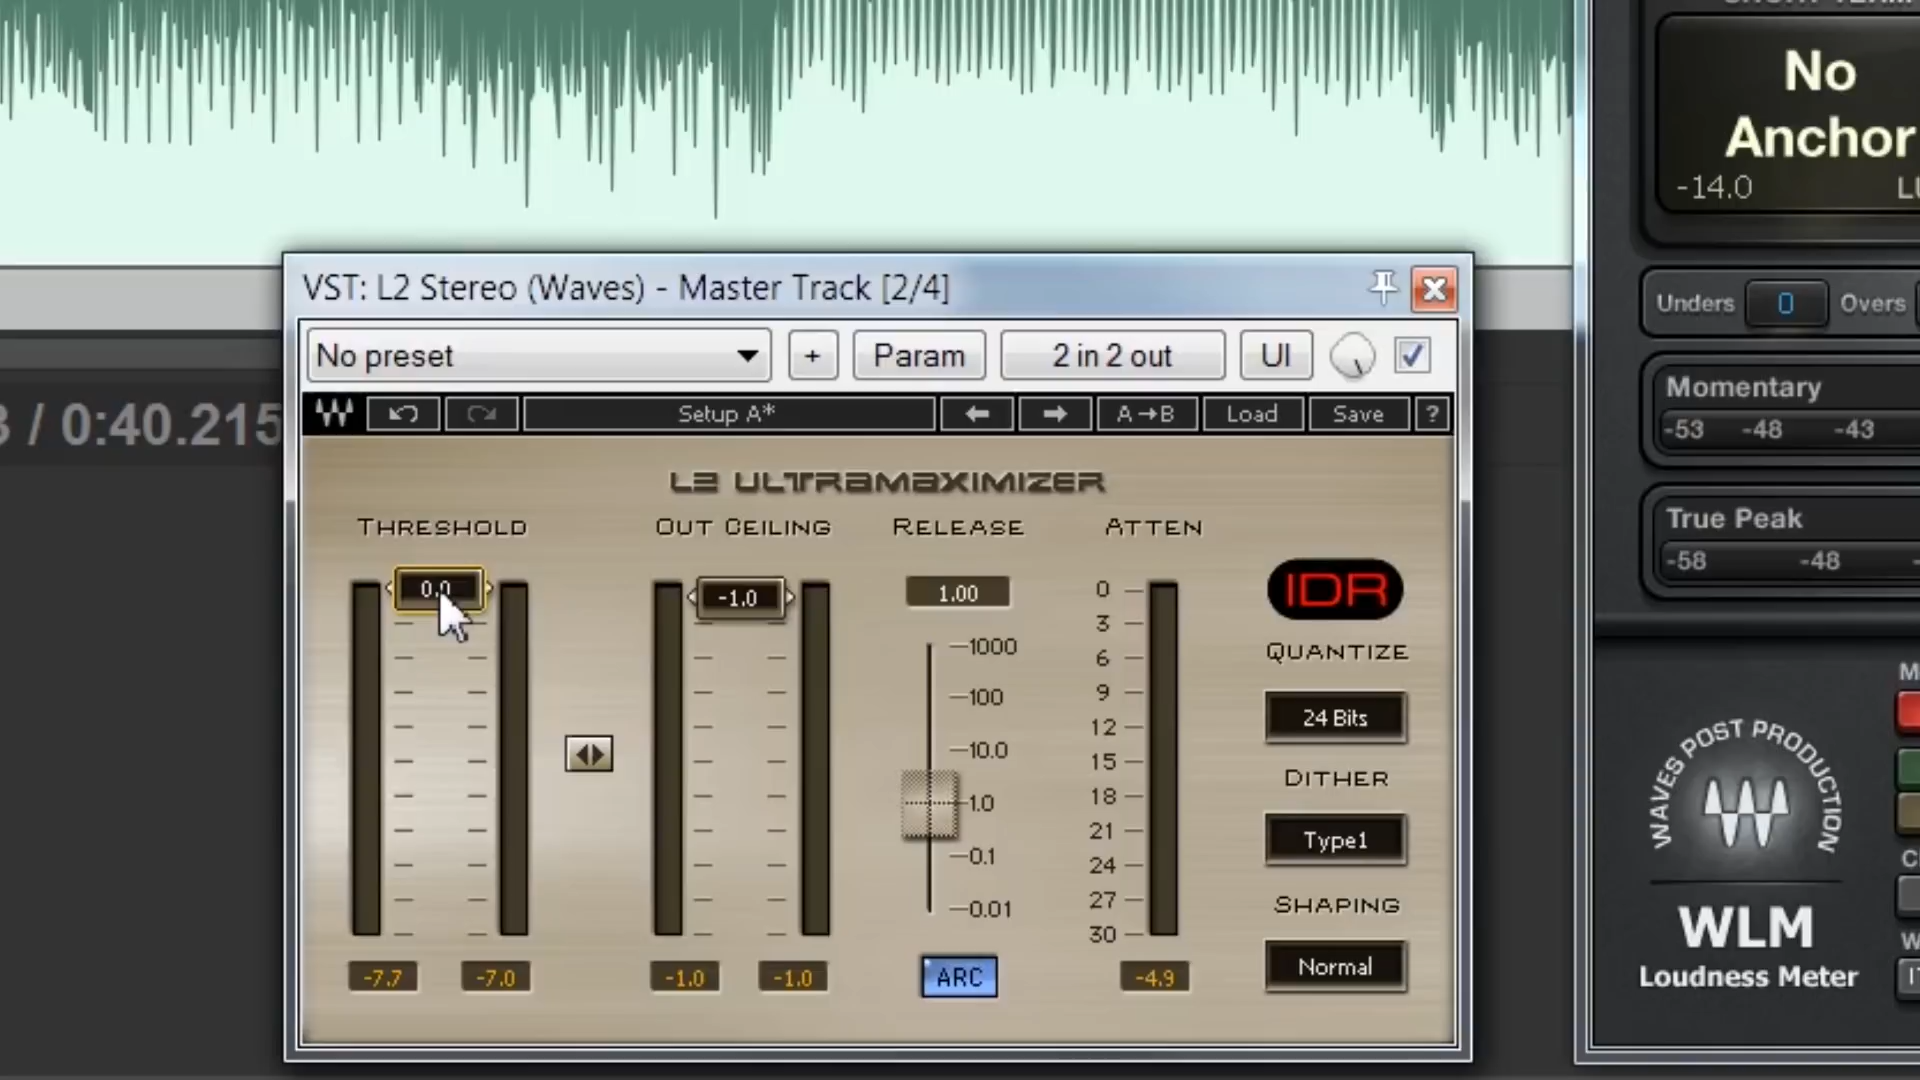 No
Anchor
-14.0
VST: L2 Stereo (Waves) - Master Track [2/4]
Unders 0 Overs
No preset + Param 2 in 2 out UI
Momentary
-53 -48 -43
Setup A* A→B Load Save ?
/ 0:40.215
L2 ULTRAMAXIMIZER
True Peak
-58 -48
THRESHOLD OUT CEILING RELEASE ATTEN
0.0 -1.0 1.00
IDR
QUANTIZE
24 Bits
DITHER
Type1
SHAPING
Normal
1000
100
10.0
1.0
0.1
0.01
0
3
6
9
12
15
18
21
24
27
30
-7.7 -7.0 -1.0 -1.0 ARC -4.9
WAVES POST PRODUCTION
WLM
Loudness Meter